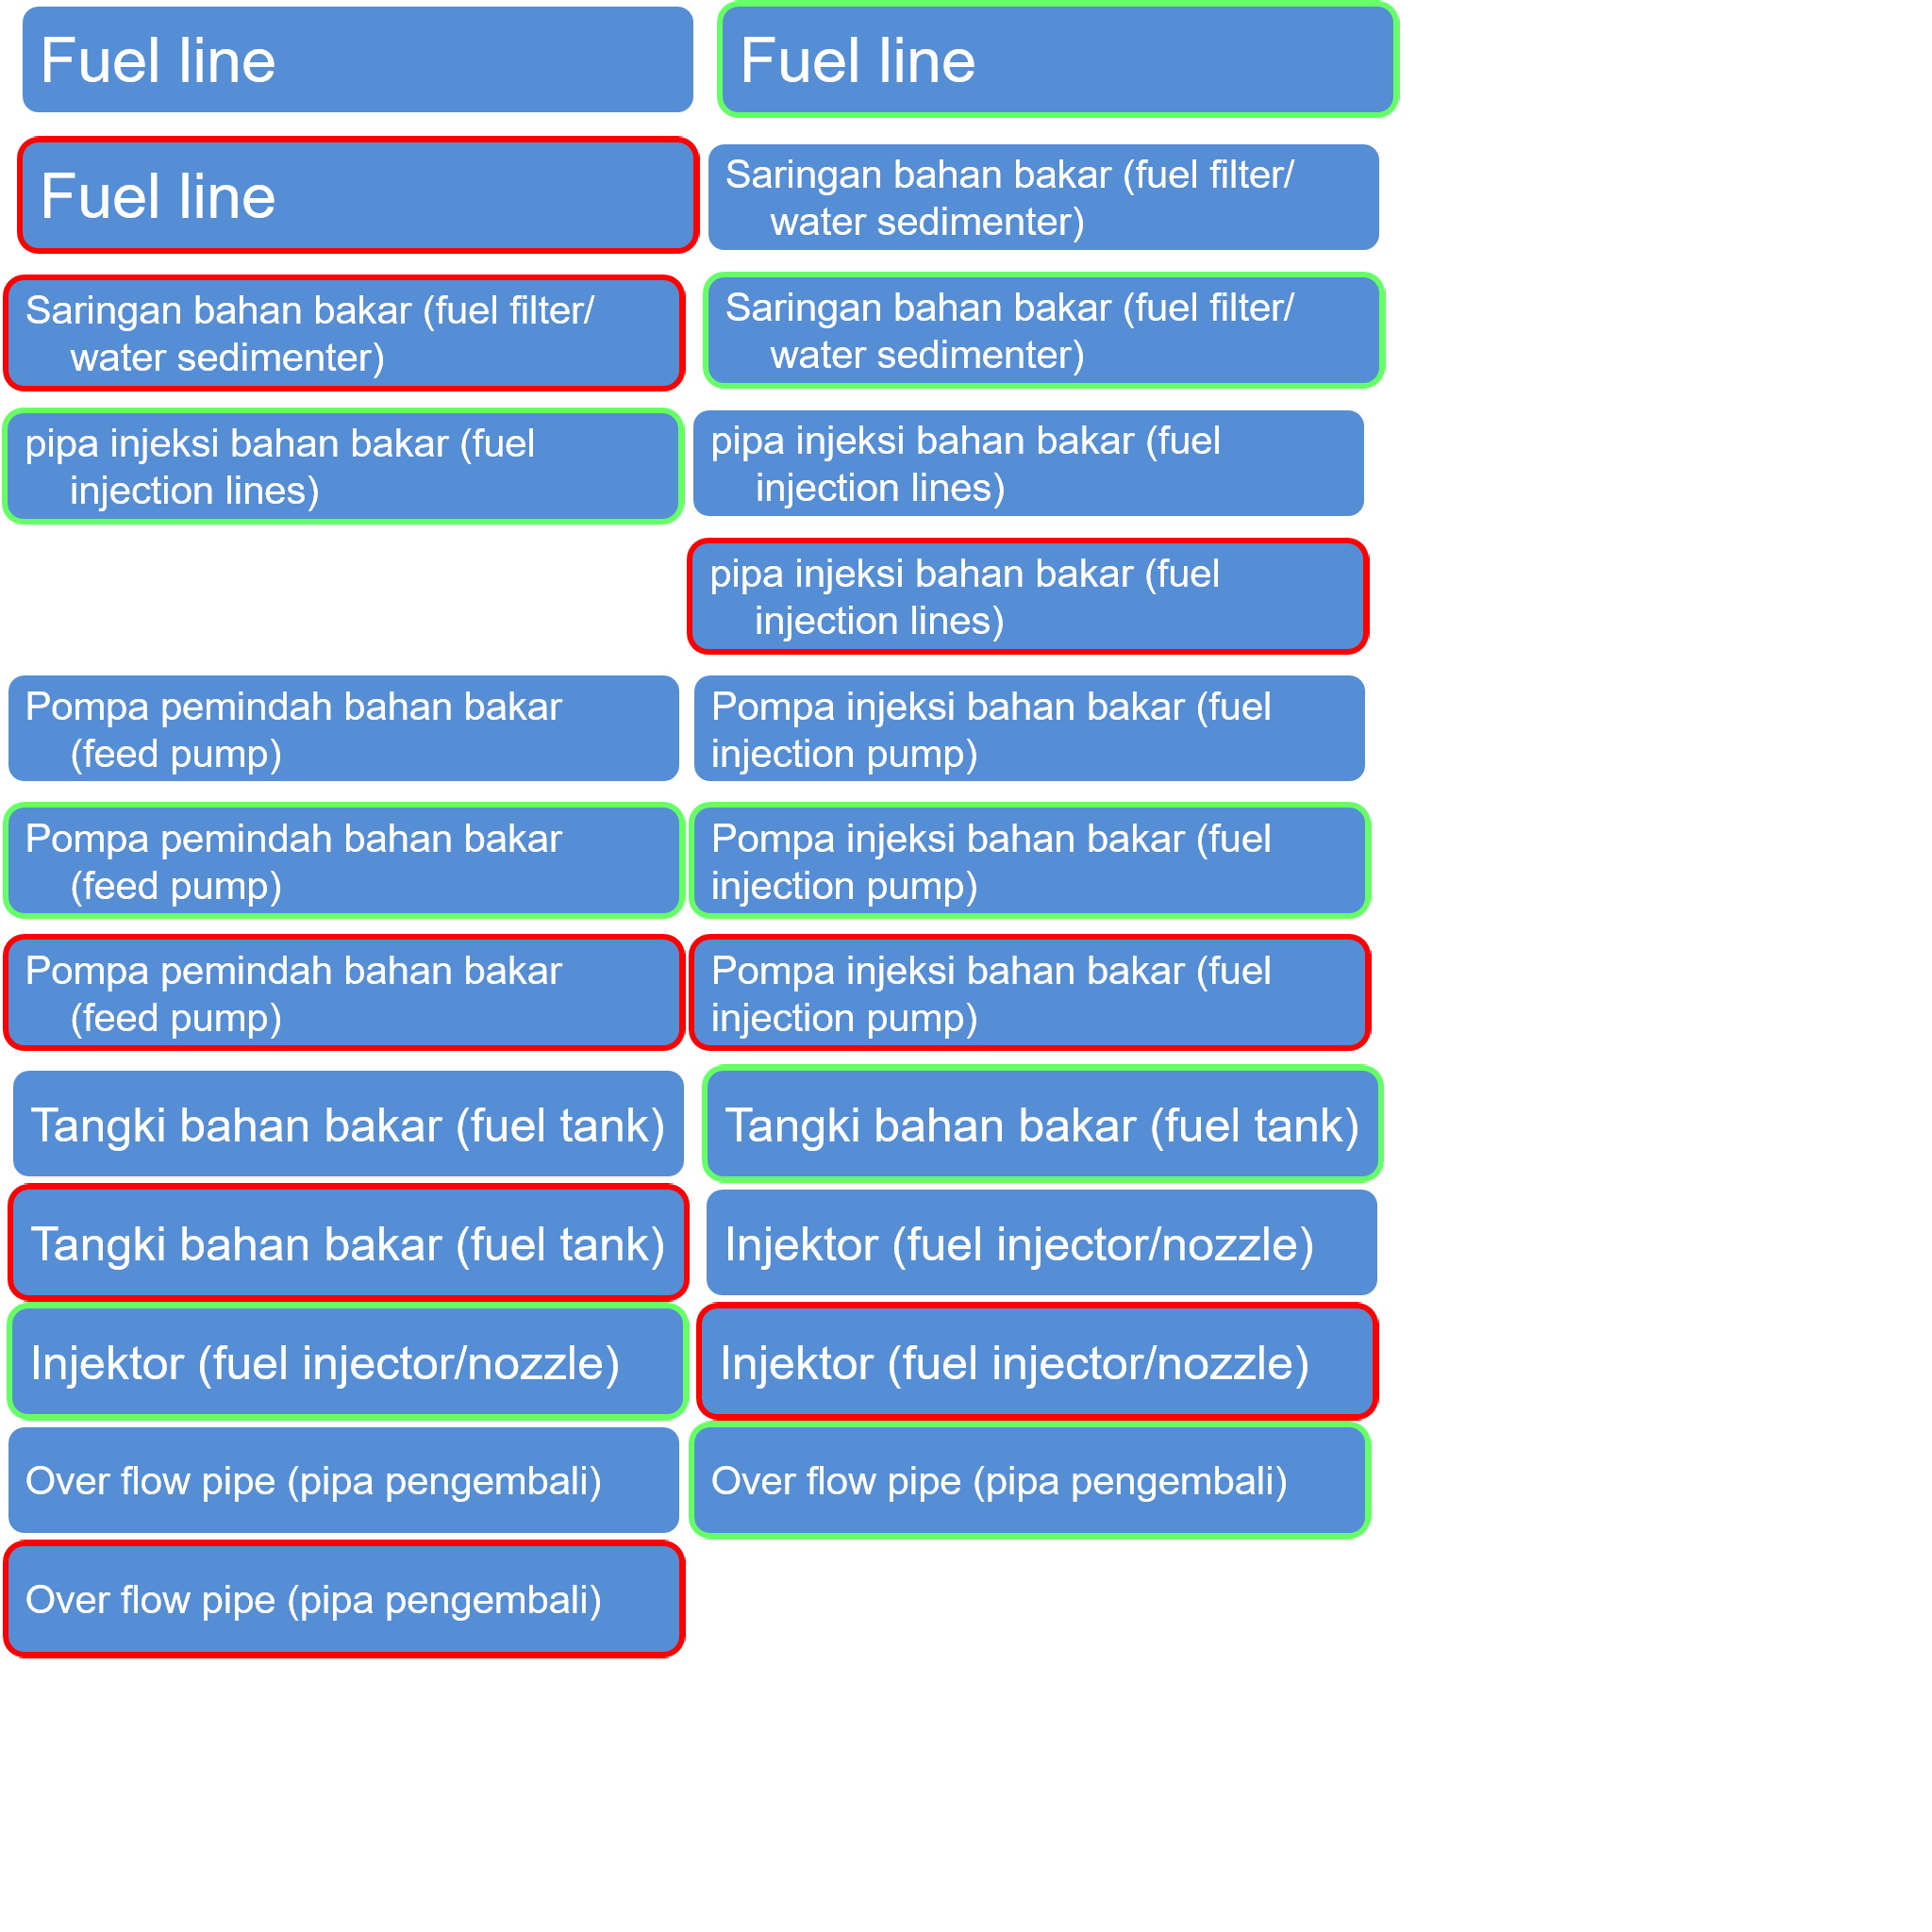 Fuel line
Fuel line
Fuel line
Saringan bahan bakar (fuel filter/
water sedimenter)
Saringan bahan bakar (fuel filter/
water sedimenter)
Saringan bahan bakar (fuel filter/
water sedimenter)
pipa injeksi bahan bakar (fuel
injection lines)
pipa injeksi bahan bakar (fuel
injection lines)
pipa injeksi bahan bakar (fuel
injection lines)
Pompa pemindah bahan bakar
(feed pump)
Pompa injeksi bahan bakar (fuel
injection pump)
Pompa pemindah bahan bakar
(feed pump)
Pompa injeksi bahan bakar (fuel
injection pump)
Pompa pemindah bahan bakar
(feed pump)
Pompa injeksi bahan bakar (fuel
injection pump)
Tangki bahan bakar (fuel tank)
Tangki bahan bakar (fuel tank)
Tangki bahan bakar (fuel tank)
Injektor (fuel injector/nozzle)
Injektor (fuel injector/nozzle)
Injektor (fuel injector/nozzle)
Over flow pipe (pipa pengembali)
Over flow pipe (pipa pengembali)
Over flow pipe (pipa pengembali)